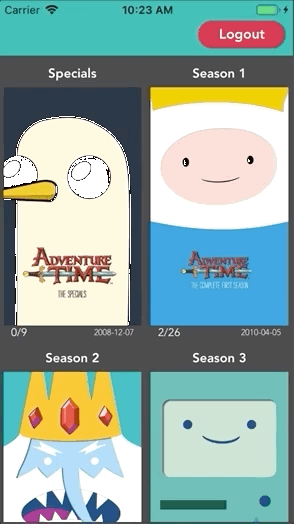 Carrier 10:23 AM
Logout
Specials
Season 1
ADVENTURE
TIME
THE SPECIALS
ADVENTURE
TIME
THE COMPLETE FIRST SEASON
0/9 2008-12-07
2/26 2010-04-05
Season 2
Season 3